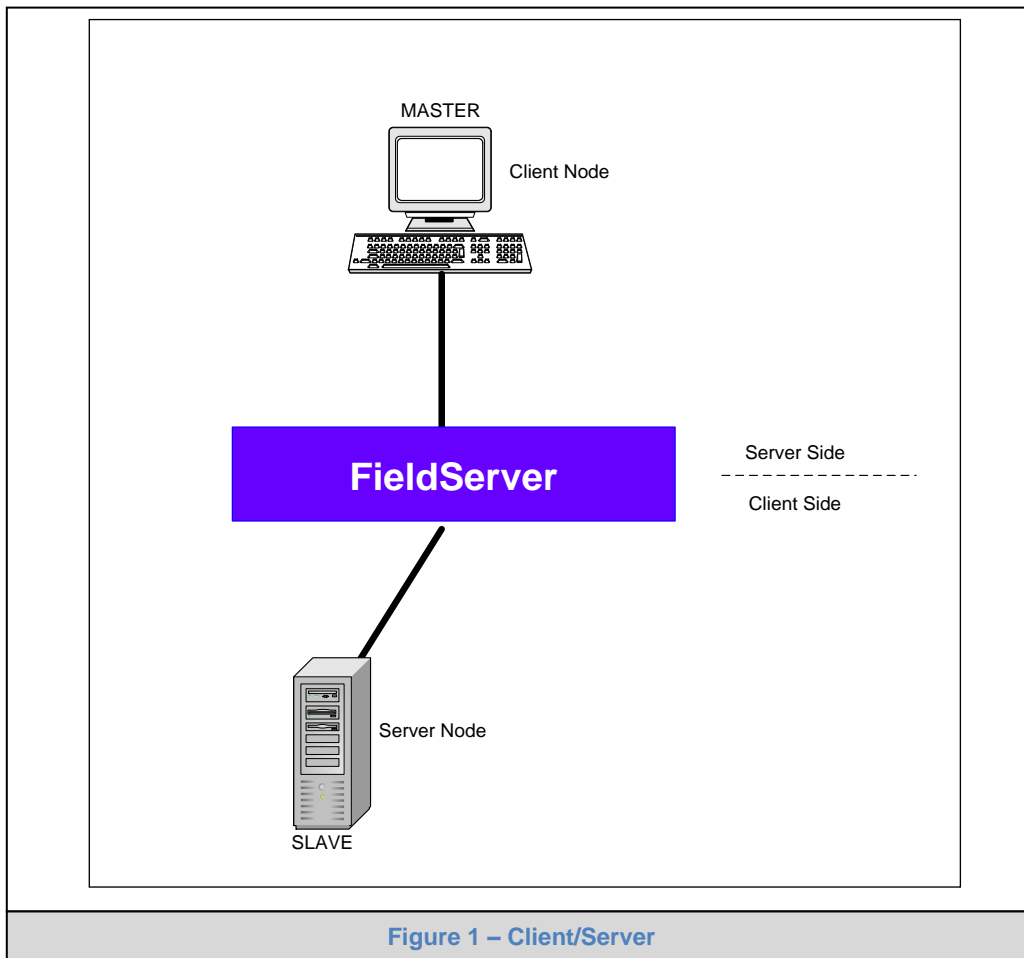 MASTER
Client Node
FieldServer
Server Side
Client Side
Server Node
SLAVE
Figure 1 – Client/Server